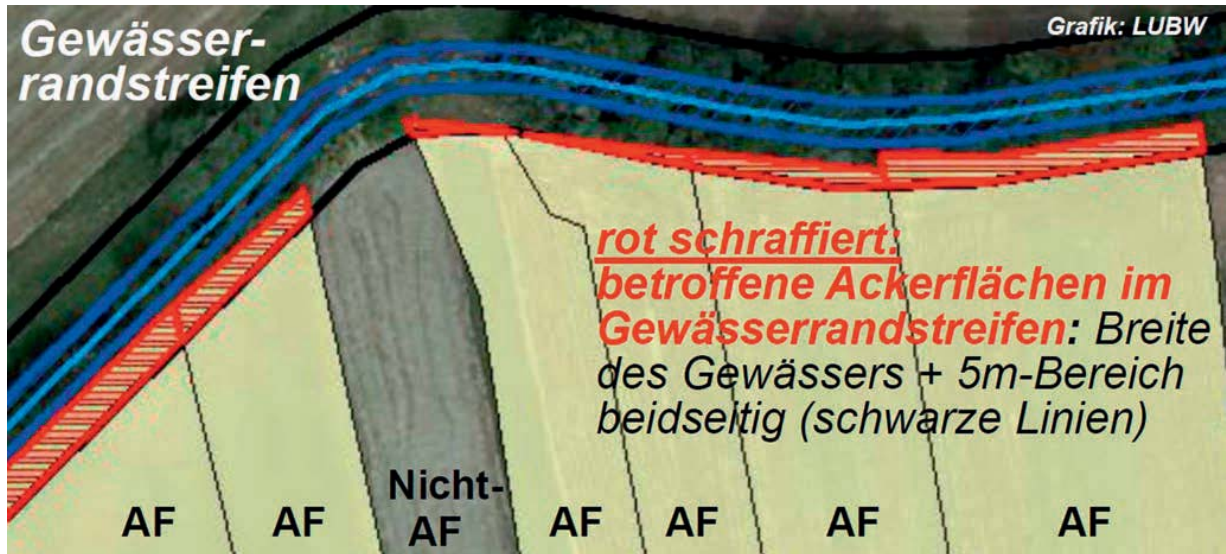 Gewässer-
randstreifen
Grafik: LUBW
rot schraffiert:
betroffene Ackerflächen im
Gewässerrandstreifen: Breite
des Gewässers + 5m-Bereich
beidseitig (schwarze Linien)
AF
AF
Nicht-
AF
AF
AF
AF
AF